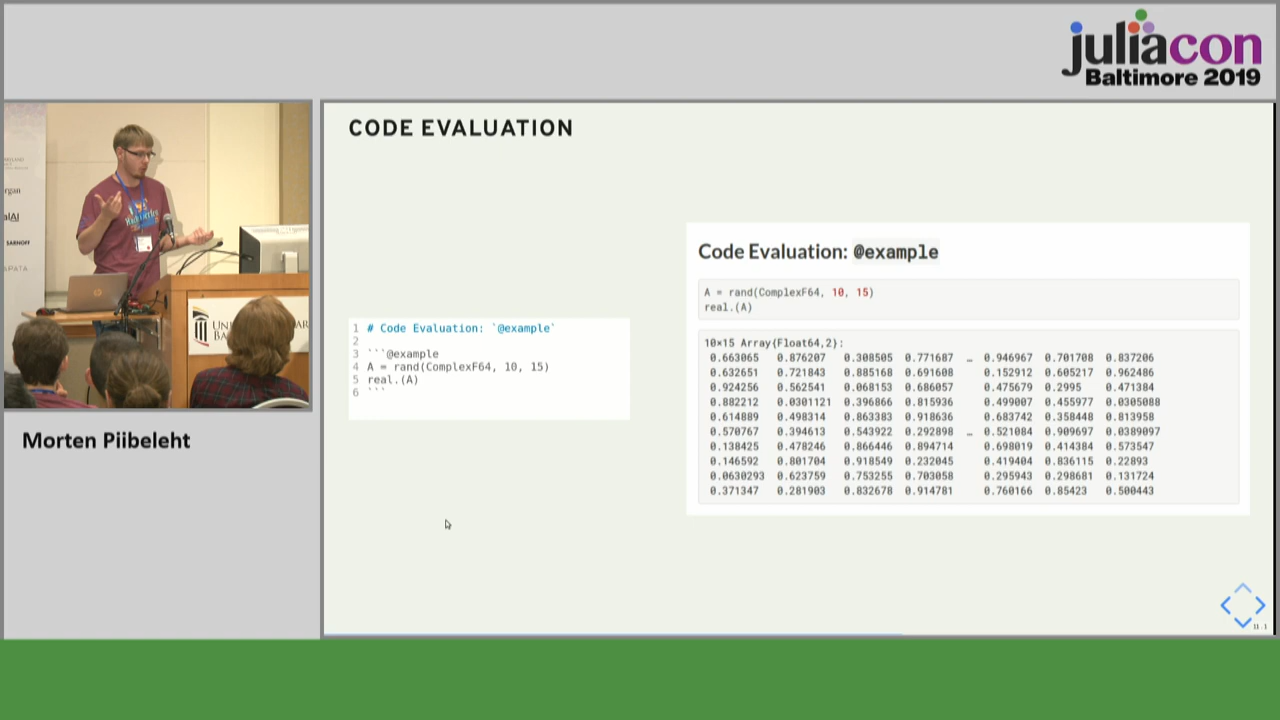 juliacon
Baltimore 2019
CODE EVALUATION
1 # Code Evaluation: `@example`
2
3 ```@example
4 A = rand(ComplexF64, 10, 15)
5 real.(A)
6 ```
Code Evaluation: @example
A = rand(ComplexF64, 10, 15)
real.(A)
10×15 Array{Float64,2}:
0.663065 0.876207 0.308505 0.771687 … 0.946967 0.701708 0.837206
0.632651 0.721843 0.885168 0.691608 0.152912 0.605217 0.962486
0.924256 0.562541 0.068153 0.686057 0.475679 0.2995 0.471384
0.882212 0.0301121 0.396866 0.815936 0.499007 0.455977 0.0305088
0.614889 0.498314 0.863383 0.918636 0.683742 0.358448 0.813958
0.570767 0.394613 0.543922 0.292898 … 0.521084 0.909697 0.0389097
0.138425 0.478246 0.866446 0.894714 0.698019 0.414384 0.573547
0.146592 0.801704 0.918549 0.232045 0.419404 0.836115 0.22893
0.0630293 0.623759 0.753255 0.703058 0.295943 0.298681 0.131724
0.371347 0.281903 0.832678 0.914781 0.760166 0.85423 0.500443
Morten Piibeleht
11.1
SARNOFF